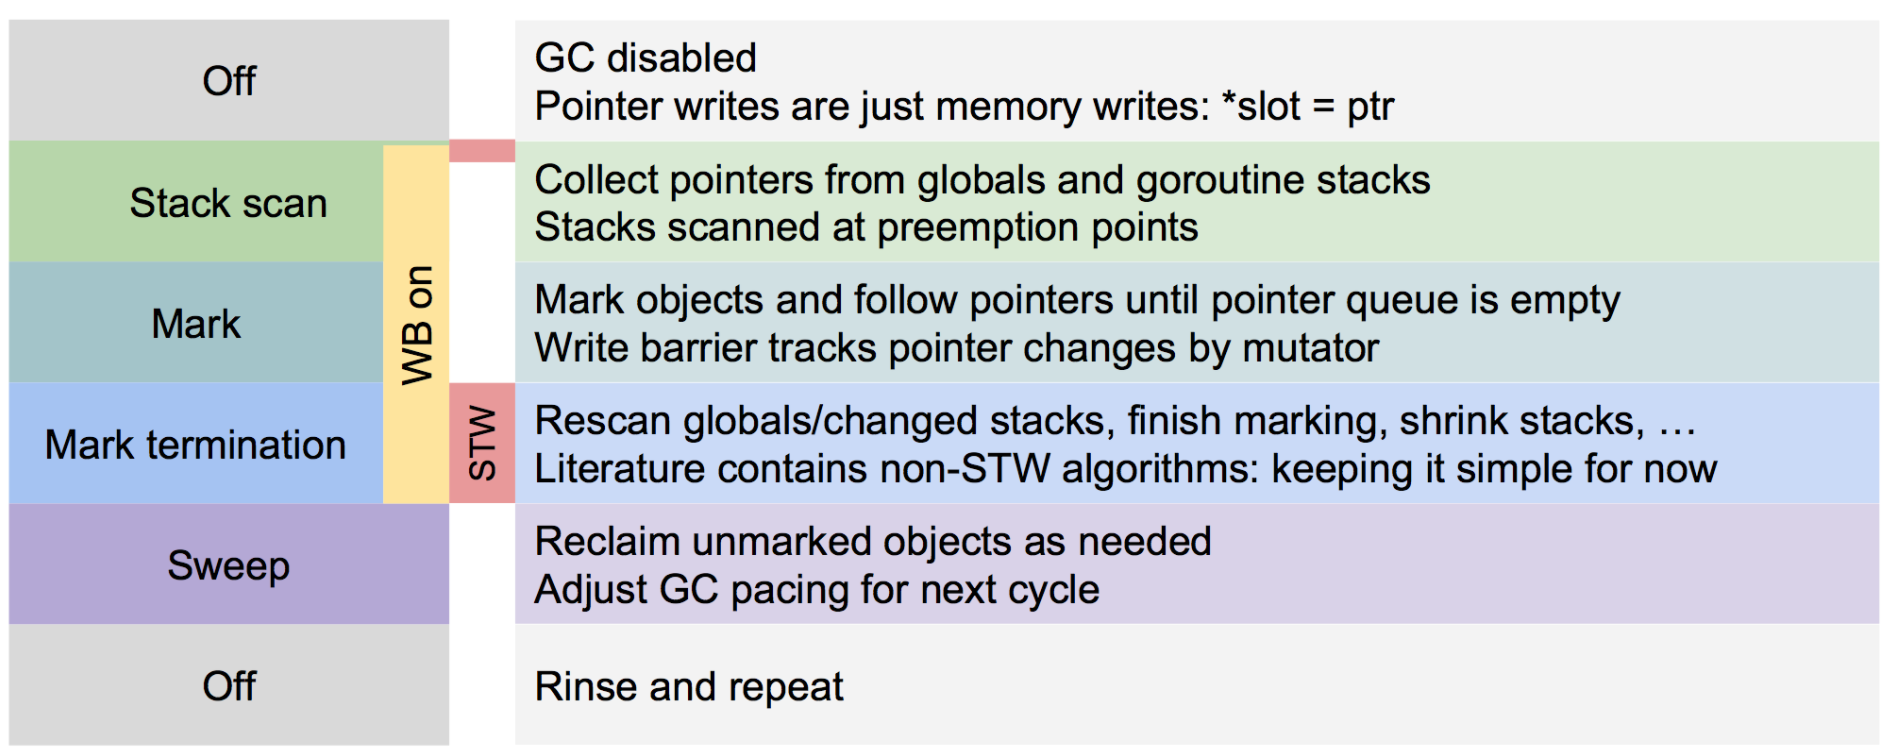 Off
GC disabled
Pointer writes are just memory writes: *slot = ptr
Stack scan
Collect pointers from globals and goroutine stacks
Stacks scanned at preemption points
WB on
Mark
Mark objects and follow pointers until pointer queue is empty
Write barrier tracks pointer changes by mutator
Mark termination
STW
Rescan globals/changed stacks, finish marking, shrink stacks, …
Literature contains non-STW algorithms: keeping it simple for now
Sweep
Reclaim unmarked objects as needed
Adjust GC pacing for next cycle
Off
Rinse and repeat